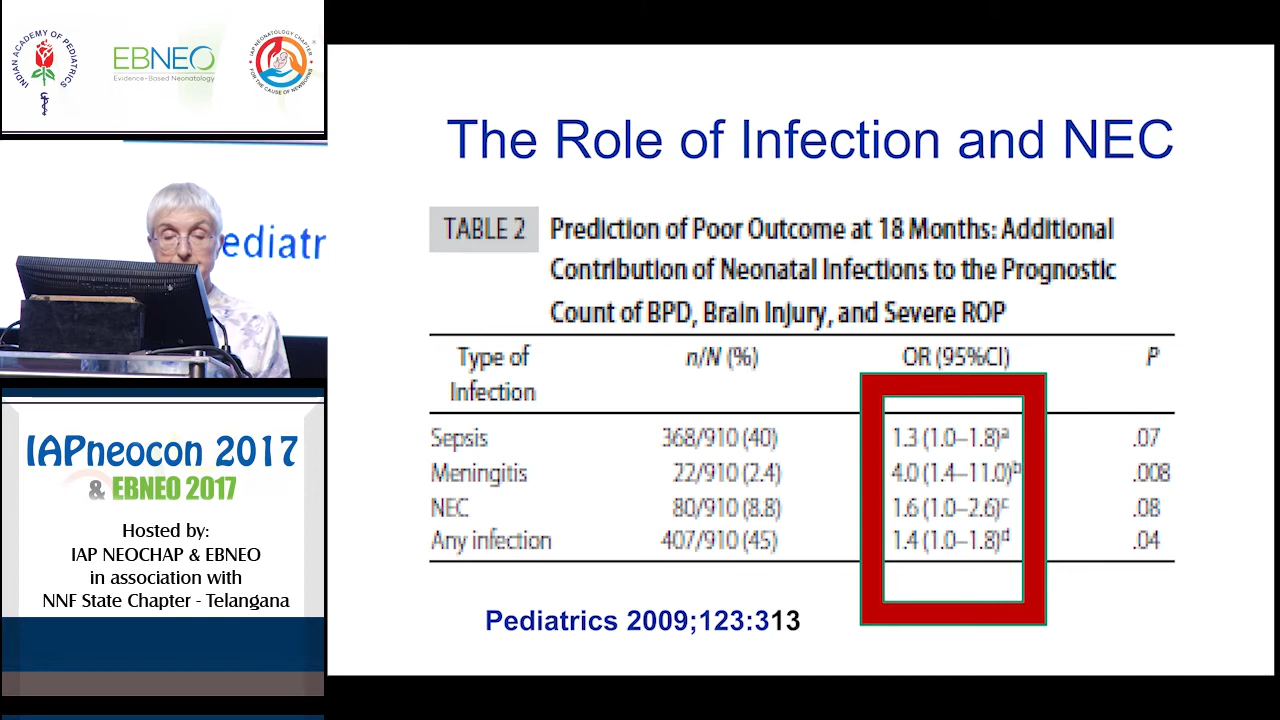 INDIAN ACADEMY OF PEDIATRICS
EBNEO
Evidence-Based Neonatology
IAP NEONATOLOGY CHAPTER
FOR THE CAUSE OF NEWBORNS
ediatr
IAPneocon 2017
& EBNEO 2017
Hosted by:
IAP NEOCHAP & EBNEO
in association with
NNF State Chapter - Telangana
The Role of Infection and NEC
TABLE 2 Prediction of Poor Outcome at 18 Months: Additional
Contribution of Neonatal Infections to the Prognostic
Count of BPD, Brain Injury, and Severe ROP
Type of Infection n/N (%) OR (95%CI) P
Sepsis 368/910 (40) 1.3 (1.0–1.8)ᵃ .07
Meningitis 22/910 (2.4) 4.0 (1.4–11.0)ᵇ .008
NEC 80/910 (8.8) 1.6 (1.0–2.6)ᶜ .08
Any infection 407/910 (45) 1.4 (1.0–1.8)ᵈ .04
Pediatrics 2009;123:313